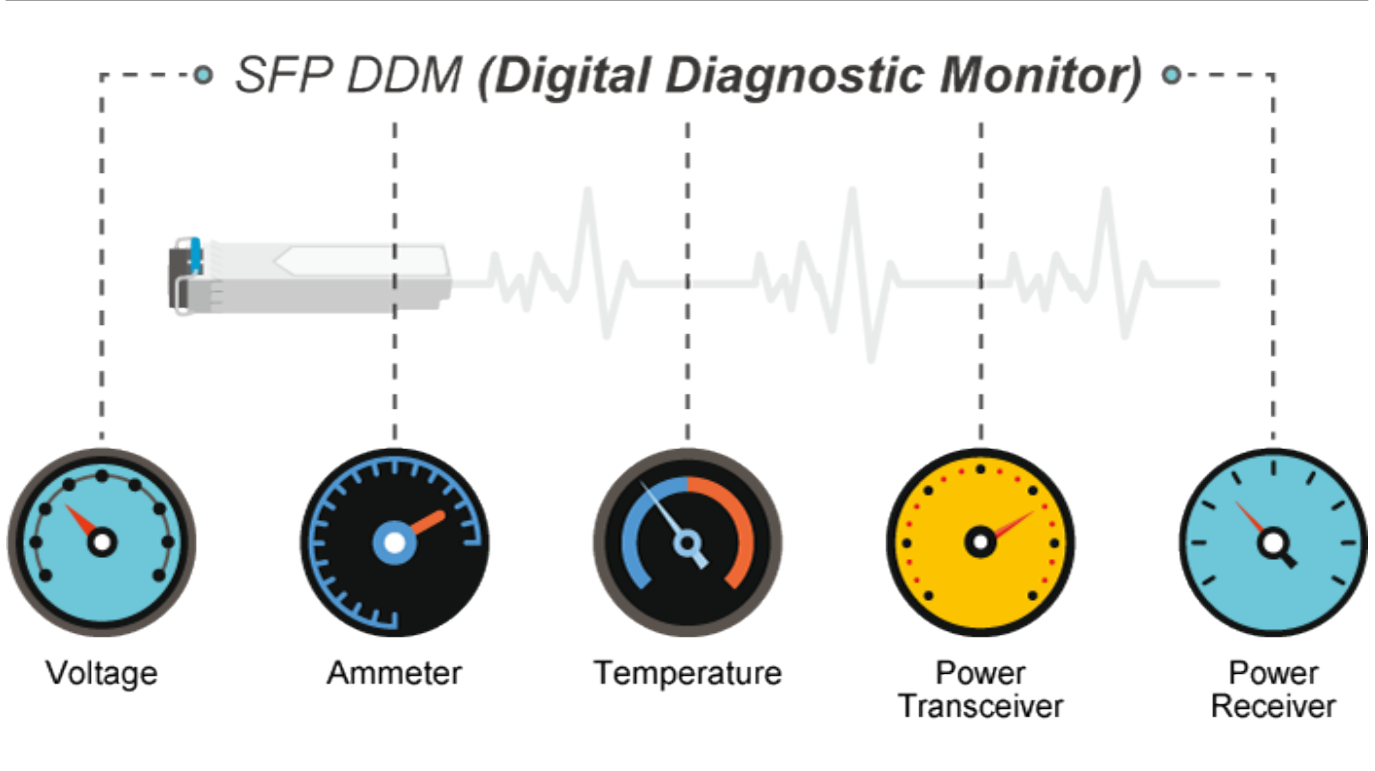 SFP DDM (Digital Diagnostic Monitor)
Voltage
Ammeter
Temperature
Power
Transceiver
Power
Receiver